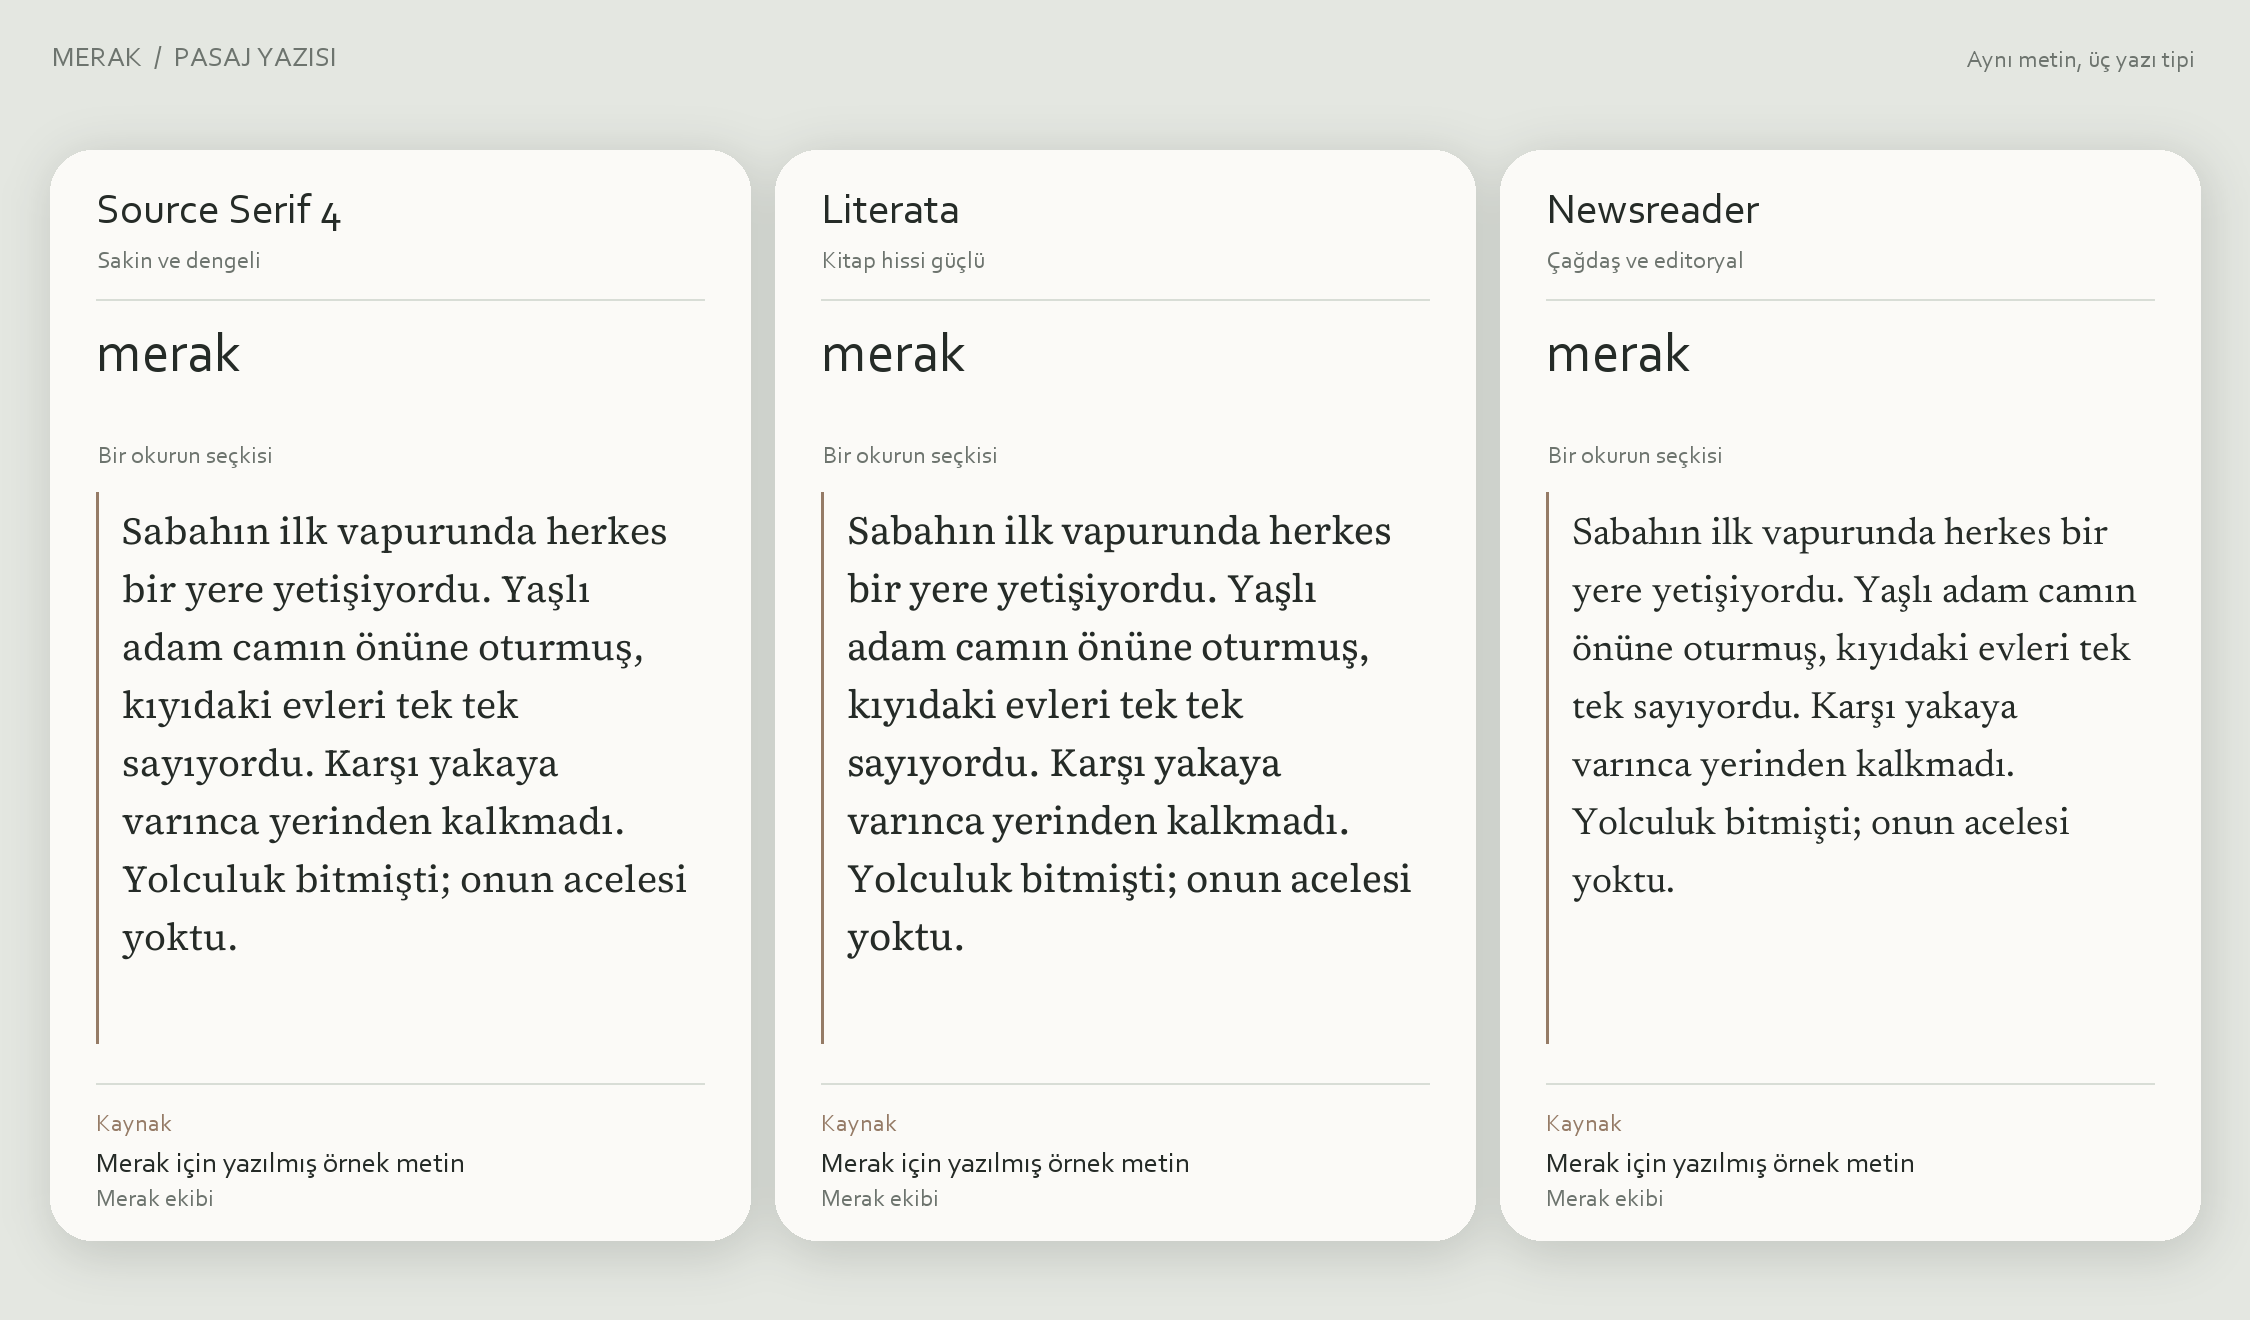 MERAK / PASAJ YAZISI
Aynı metin, üç yazı tipi
Source Serif 4
Sakin ve dengeli
merak
Bir okurun seçkisi
Sabahın ilk vapurunda herkes
bir yere yetişiyordu. Yaşlı
adam camın önüne oturmuş,
kıyıdaki evleri tek tek
sayıyordu. Karşı yakaya
varınca yerinden kalkmadı.
Yolculuk bitmişti; onun acelesi
yoktu.
Kaynak
Merak için yazılmış örnek metin
Merak ekibi
Literata
Kitap hissi güçlü
merak
Bir okurun seçkisi
Sabahın ilk vapurunda herkes
bir yere yetişiyordu. Yaşlı
adam camın önüne oturmuş,
kıyıdaki evleri tek tek
sayıyordu. Karşı yakaya
varınca yerinden kalkmadı.
Yolculuk bitmişti; onun acelesi
yoktu.
Kaynak
Merak için yazılmış örnek metin
Merak ekibi
Newsreader
Çağdaş ve editoryal
merak
Bir okurun seçkisi
Sabahın ilk vapurunda herkes bir
yere yetişiyordu. Yaşlı adam camın
önüne oturmuş, kıyıdaki evleri tek
tek sayıyordu. Karşı yakaya
varınca yerinden kalkmadı.
Yolculuk bitmişti; onun acelesi
yoktu.
Kaynak
Merak için yazılmış örnek metin
Merak ekibi